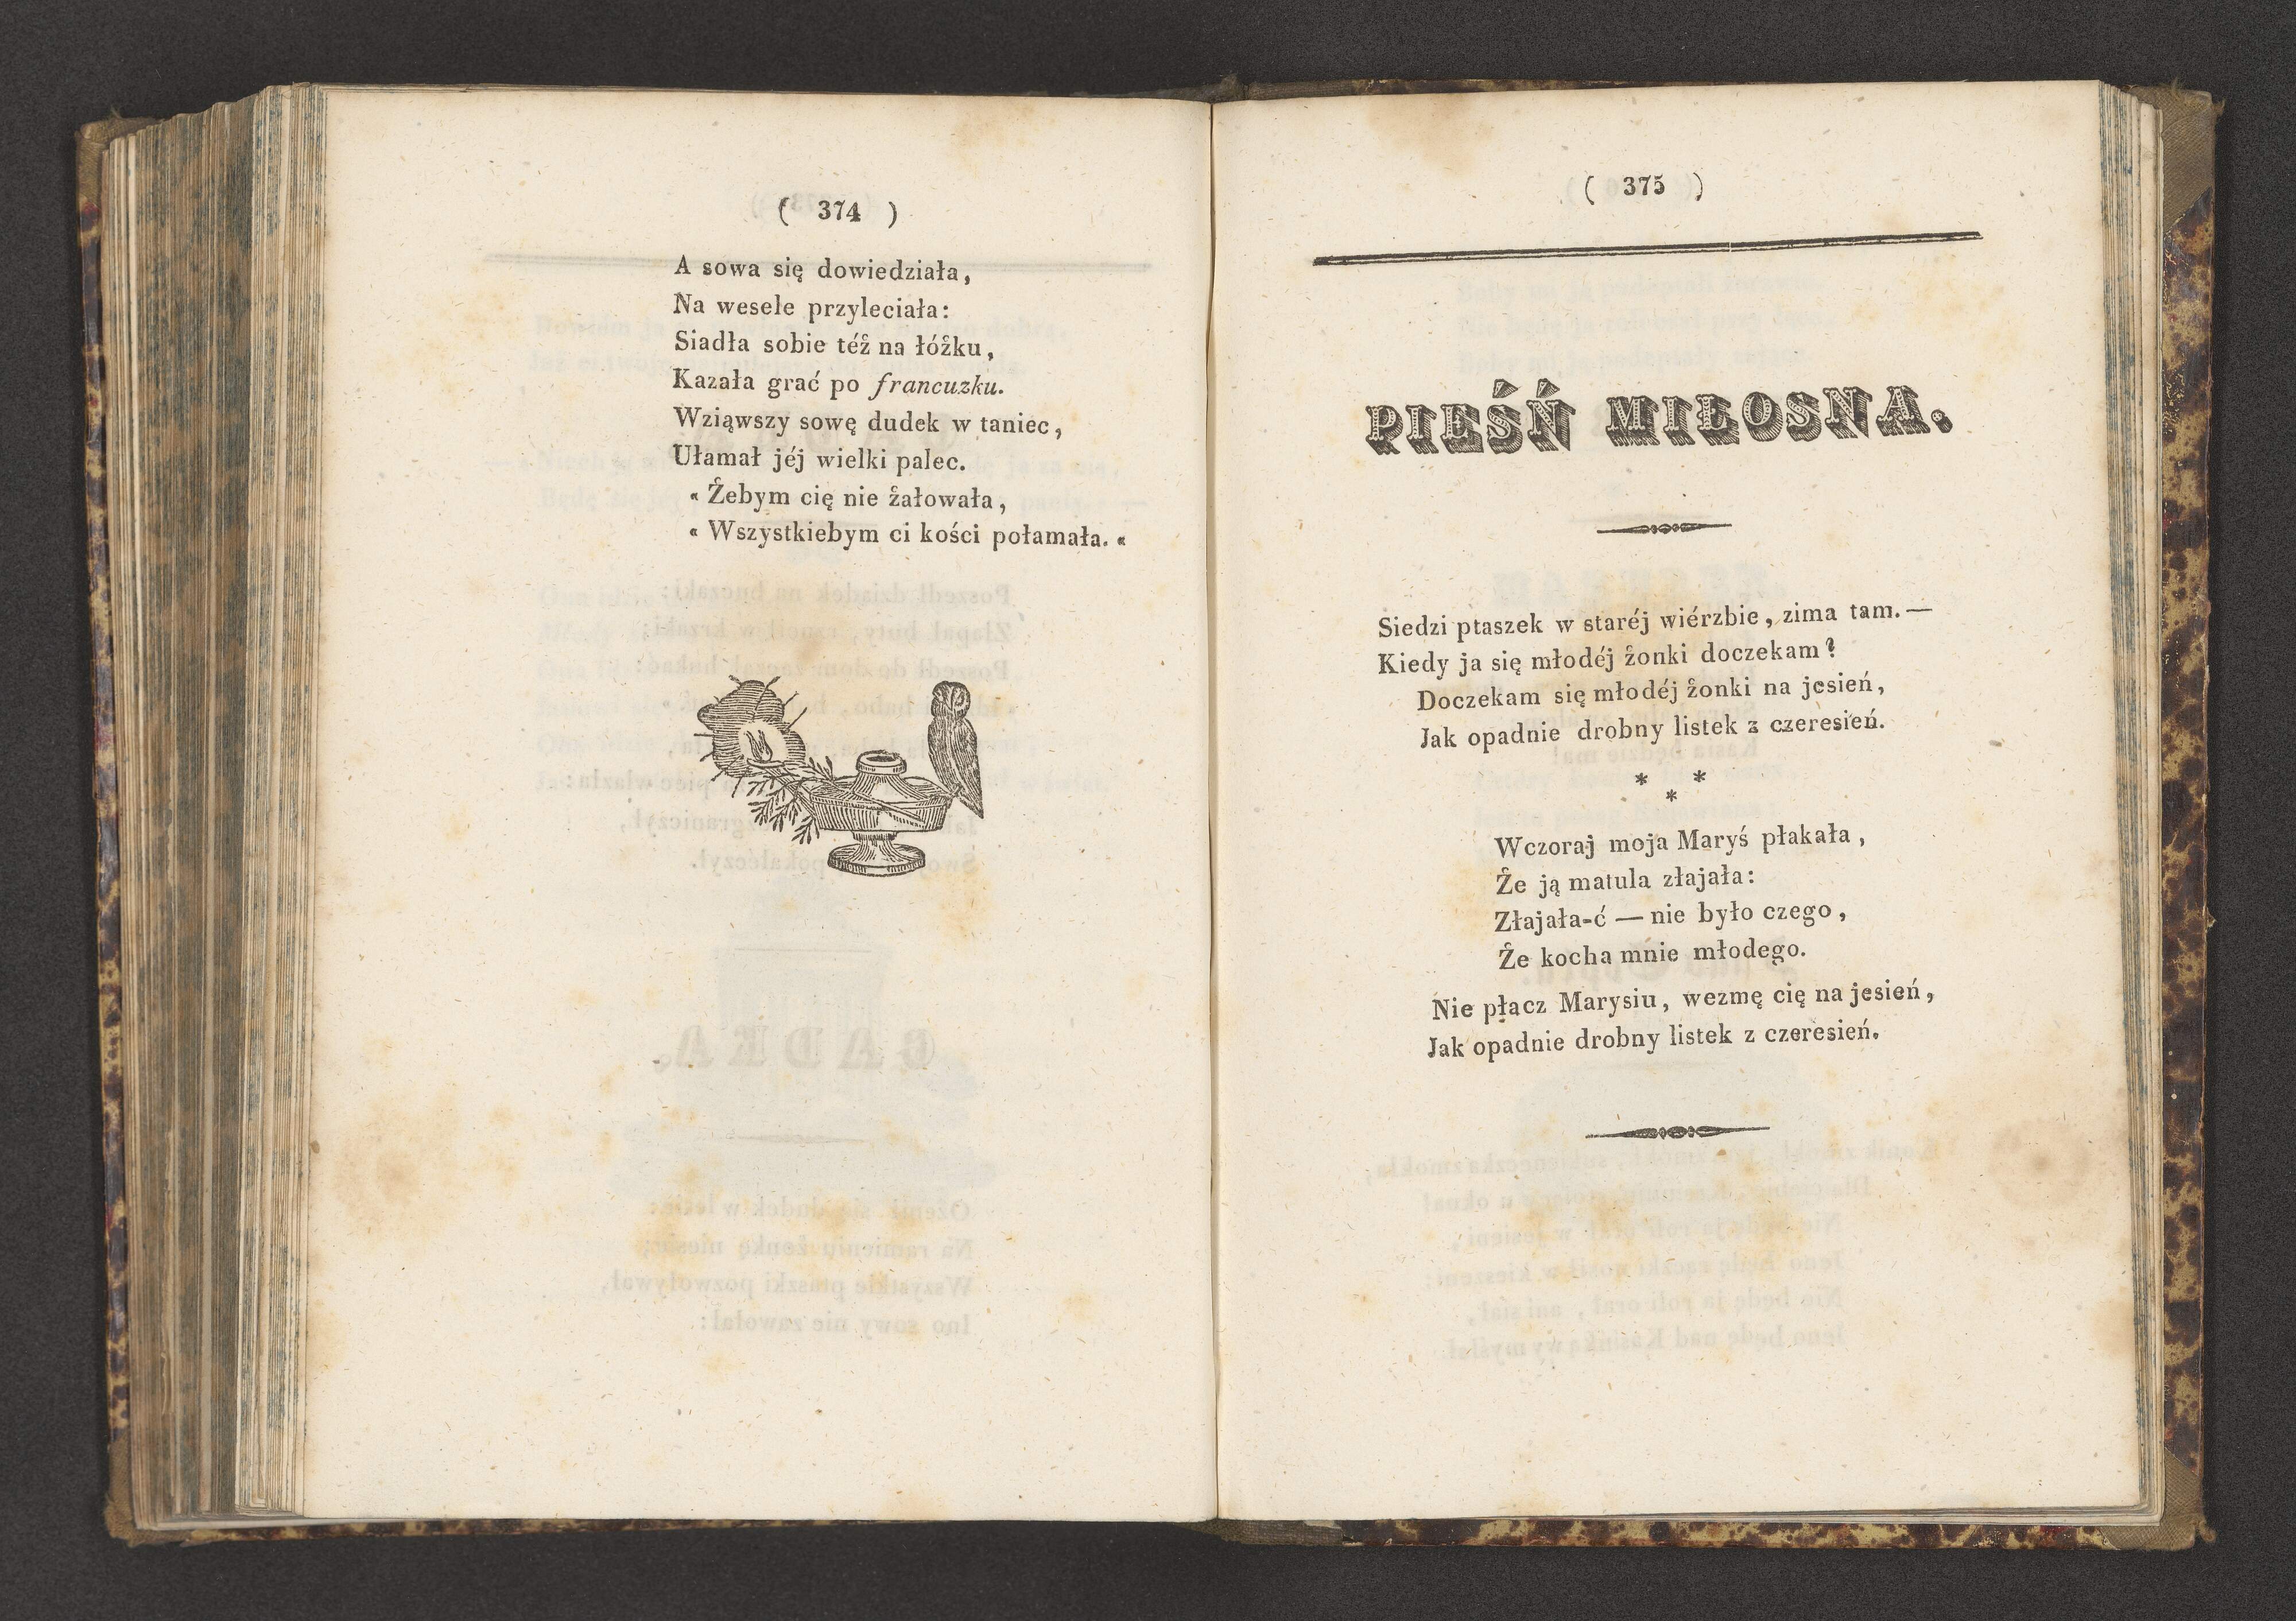 ( 374 )
A sowa się dowiedziała,
Na wesele przyleciała:
Siadła sobie téż na łóżku,
Kazała grać po francuzku.
Wziąwszy sowę dudek w taniec,
Ułamał jéj wielki palec.
« Żebym cię nie żałowała,
« Wszystkiebym ci kości połamała. «
( 375 )
PIEŚŃ MIŁOSNA.
Siedzi ptaszek w staréj wiérzbie, zima tam. —
Kiedy ja się młodéj żonki doczekam?
Doczekam się młodéj żonki na jesień,
Jak opadnie drobny listek z czeresień.
* * *
Wczoraj moja Maryś płakała,
Że ją matula złajała:
Złajała-ć — nie było czego,
Że kocha mnie młodego.
Nie płacz Marysiu, wezmę cię na jesień,
Jak opadnie drobny listek z czeresień.